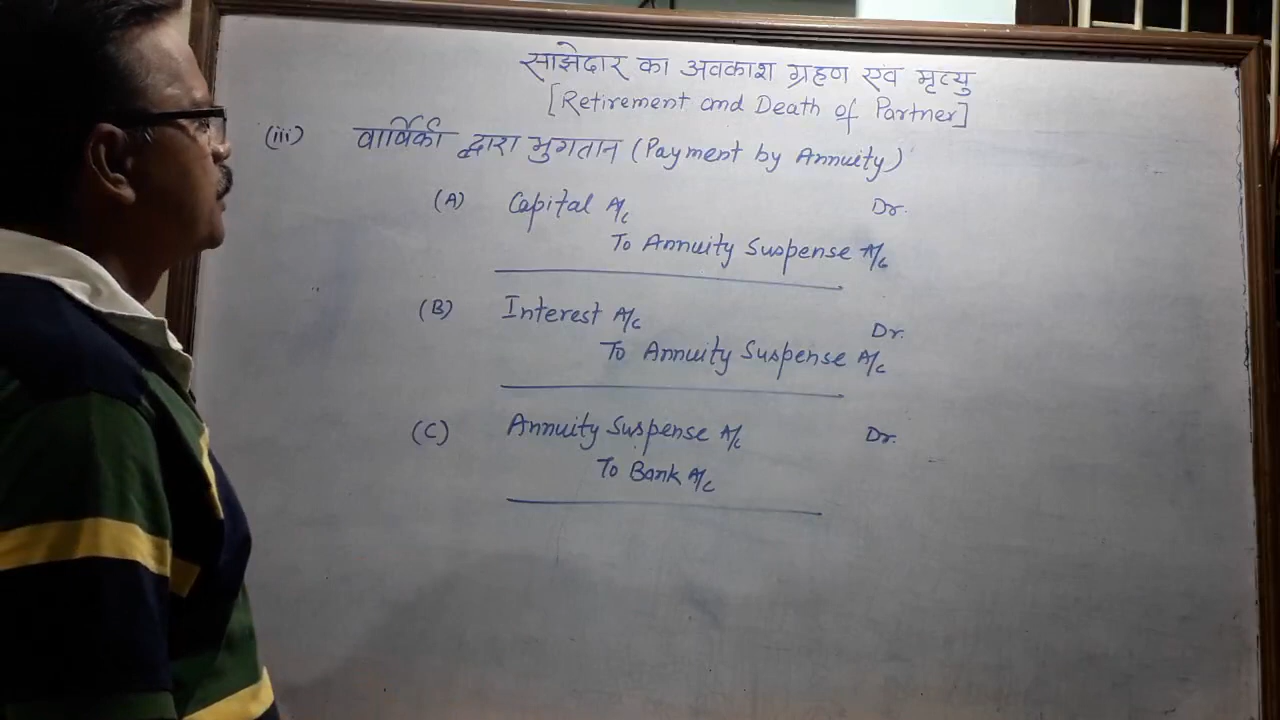 साझेदार का अवकाश ग्रहण एवं मृत्यु
[Retirement and Death of Partner]
(iii) वार्षिकी द्वारा भुगतान (Payment by Annuity)
(A) Capital A/c Dr.
To Annuity Suspense A/c
(B) Interest A/c Dr.
To Annuity Suspense A/c
(C) Annuity Suspense A/c Dr.
To Bank A/c